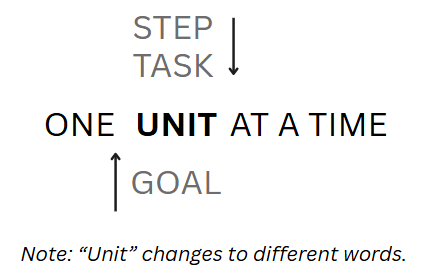 STEP
TASK
ONE UNIT AT A TIME
GOAL
Note: “Unit” changes to different words.